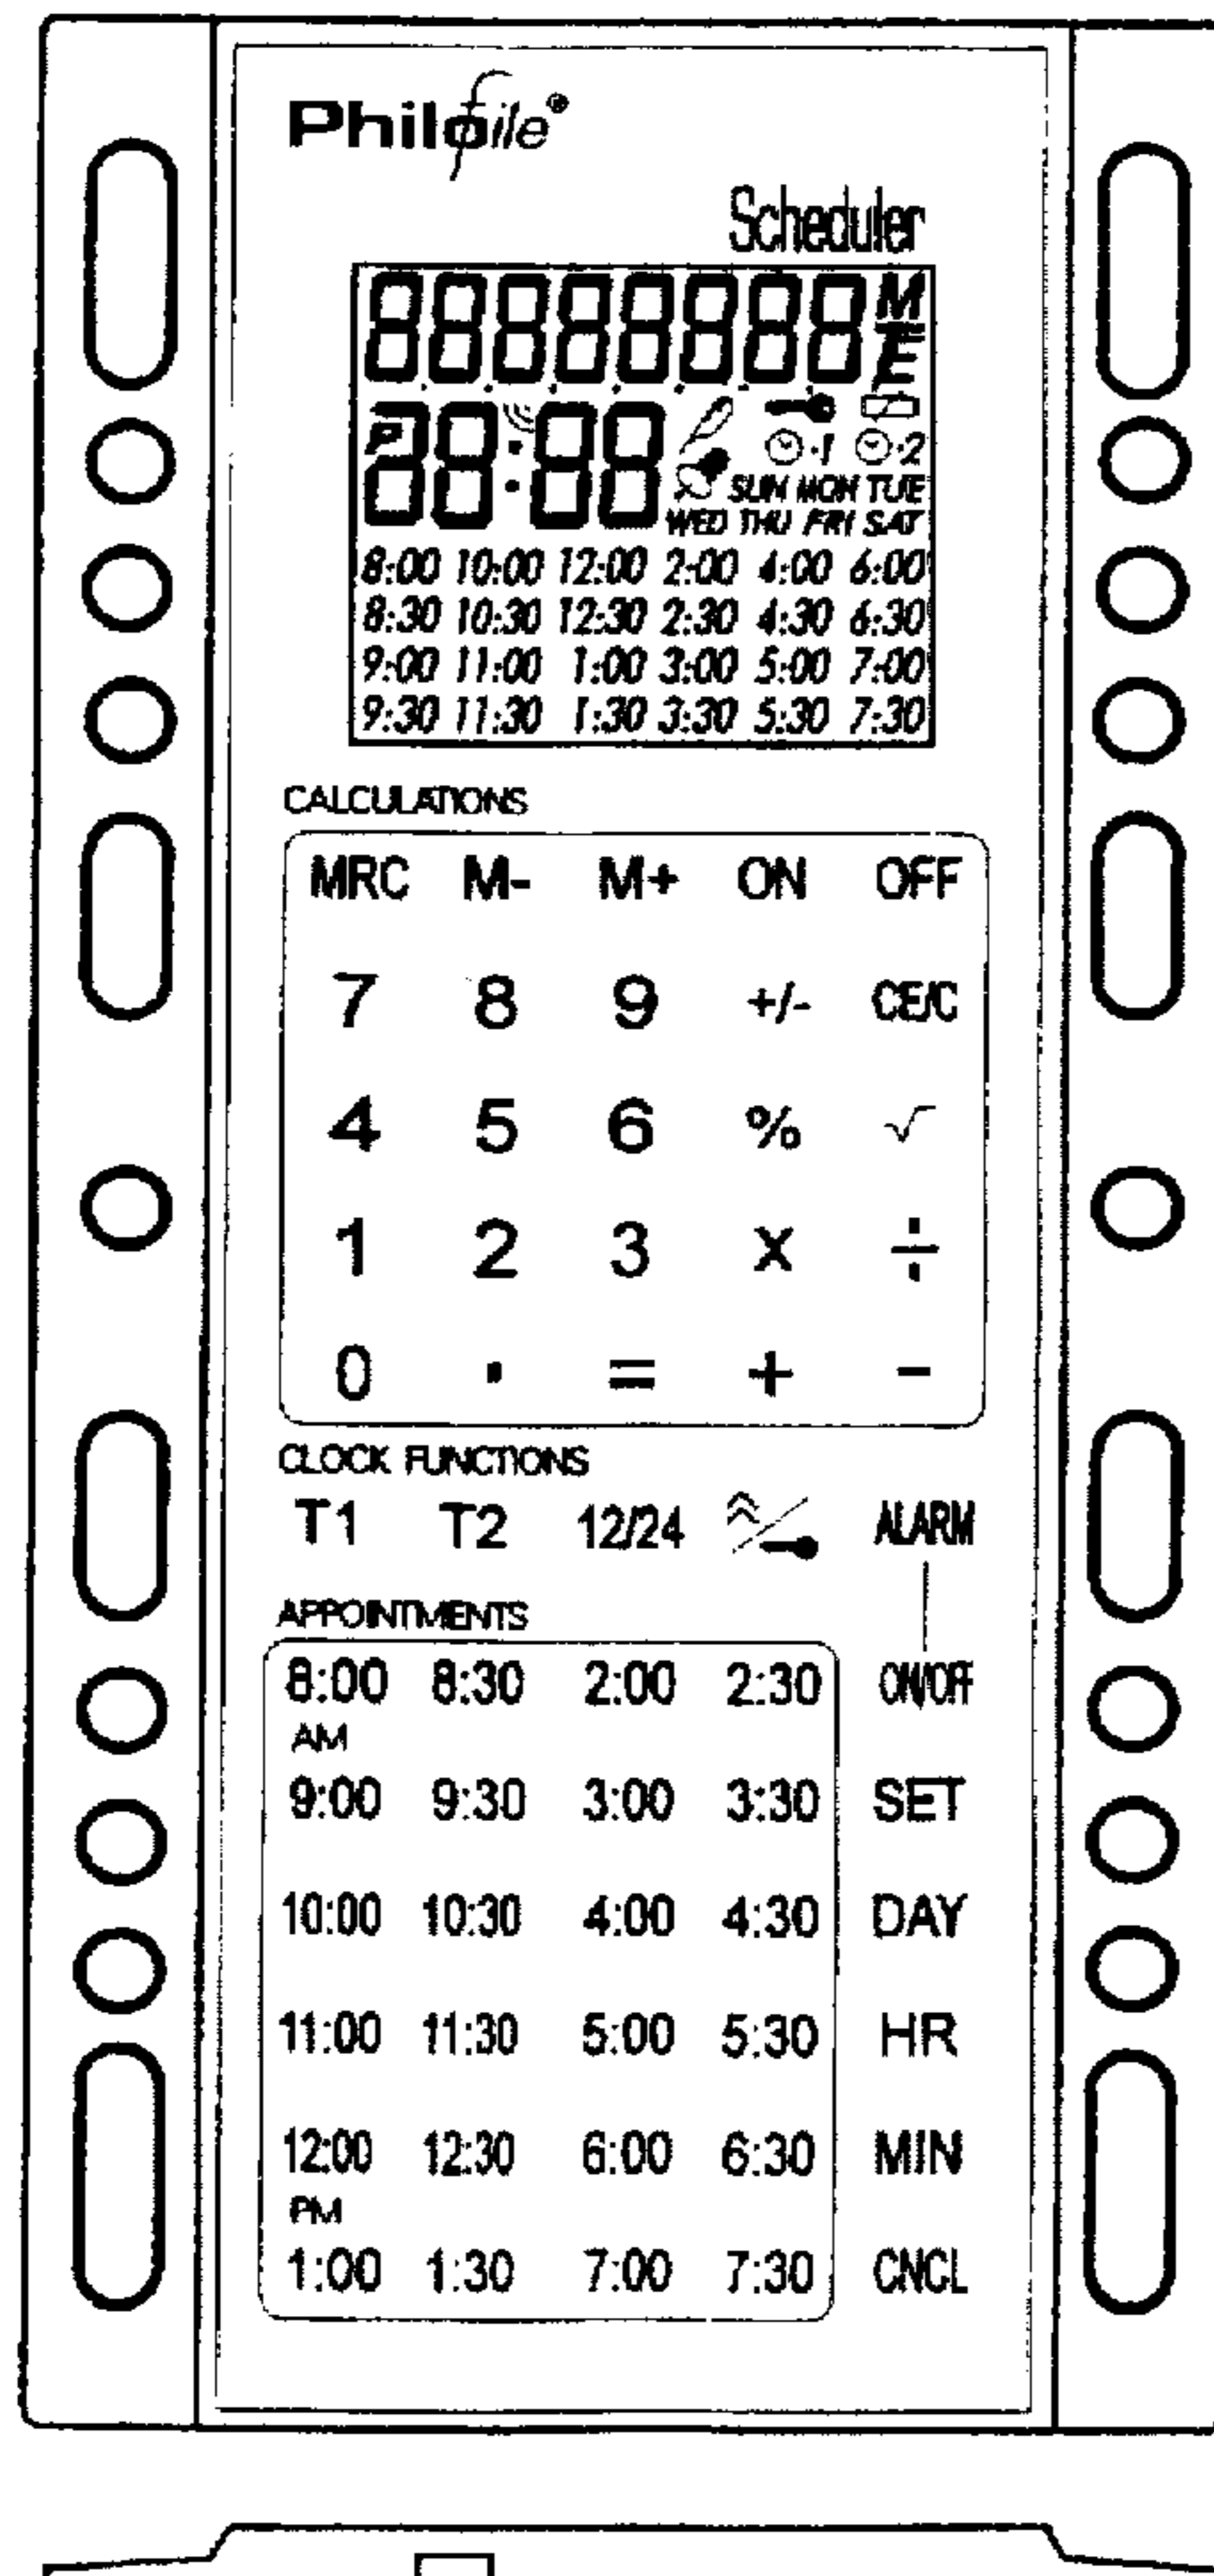 Philofile®
Scheduler
88888888 M
E
P 88:88
1 2
SUN MON TUE
WED THU FRI SAT
8:00 10:00 12:00 2:00 4:00 6:00
8:30 10:30 12:30 2:30 4:30 6:30
9:00 11:00 1:00 3:00 5:00 7:00
9:30 11:30 1:30 3:30 5:30 7:30
CALCULATIONS
MRC M- M+ ON OFF
7 8 9 +/- CE/C
4 5 6 % √
1 2 3 x ÷
0 . = + -
CLOCK FUNCTIONS
T1 T2 12/24 ALARM
APPOINTMENTS
8:00 8:30 2:00 2:30 ON/OFF
AM
9:00 9:30 3:00 3:30 SET
10:00 10:30 4:00 4:30 DAY
11:00 11:30 5:00 5:30 HR
12:00 12:30 6:00 6:30 MIN
PM
1:00 1:30 7:00 7:30 CNCL